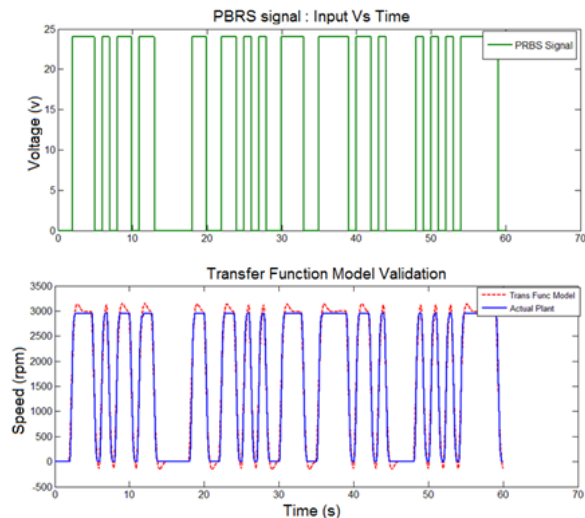 PBRS signal : Input Vs Time
25
20
15
10
5
0
Voltage (v)
PRBS Signal
0 10 20 30 40 50 60 70
Transfer Function Model Validation
3500
3000
2500
2000
1500
1000
500
0
-500
Speed (rpm)
Trans Func Model
Actual Plant
0 10 20 30 40 50 60 70
Time (s)